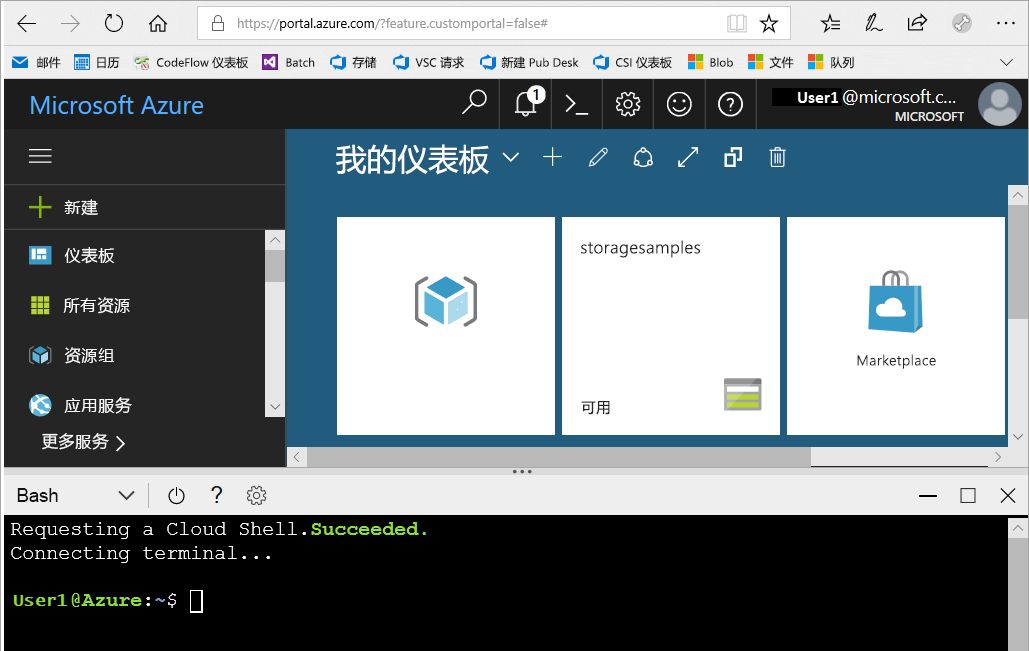 https://portal.azure.com/?feature.customportal=false#
邮件 日历 CodeFlow 仪表板 Batch 存储 VSC 请求 新建 Pub Desk CSI 仪表板 Blob 文件 队列
Microsoft Azure
1
User1@microsoft.c...
MICROSOFT
我的仪表板
新建
仪表板
所有资源
资源组
应用服务
更多服务
storagesamples
可用
Marketplace
Bash
Requesting a Cloud Shell.Succeeded.
Connecting terminal...
User1@Azure:~$